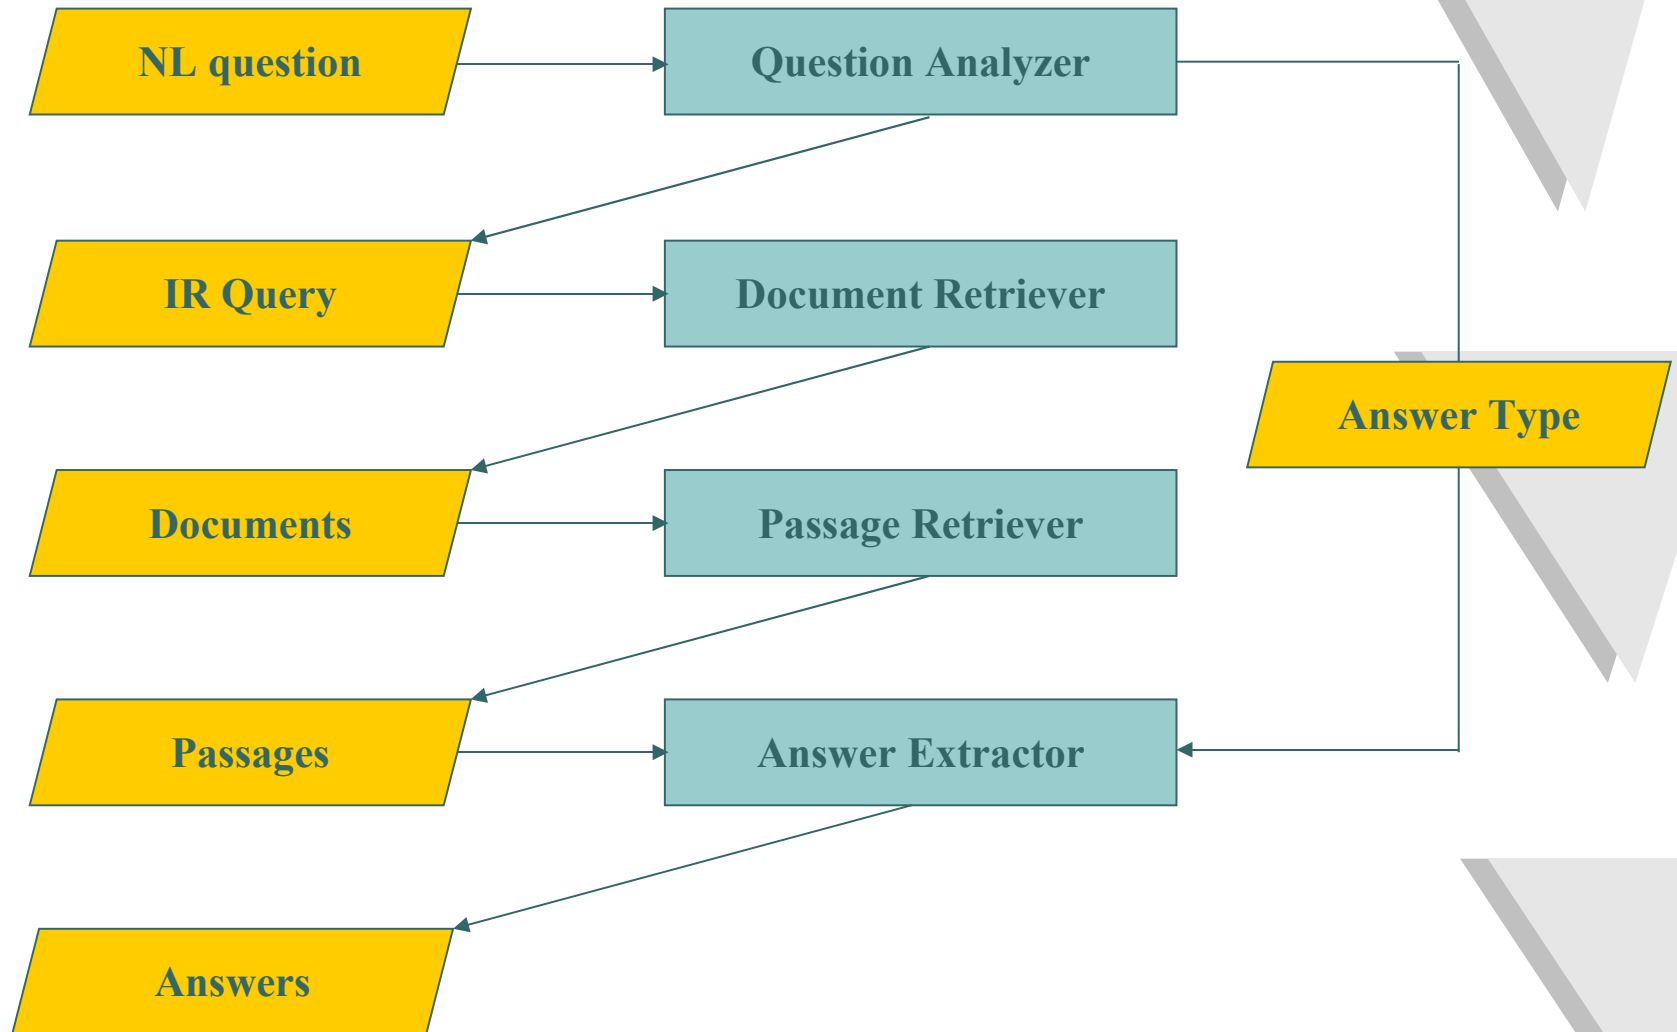 NL question
Question Analyzer
IR Query
Document Retriever
Answer Type
Documents
Passage Retriever
Passages
Answer Extractor
Answers